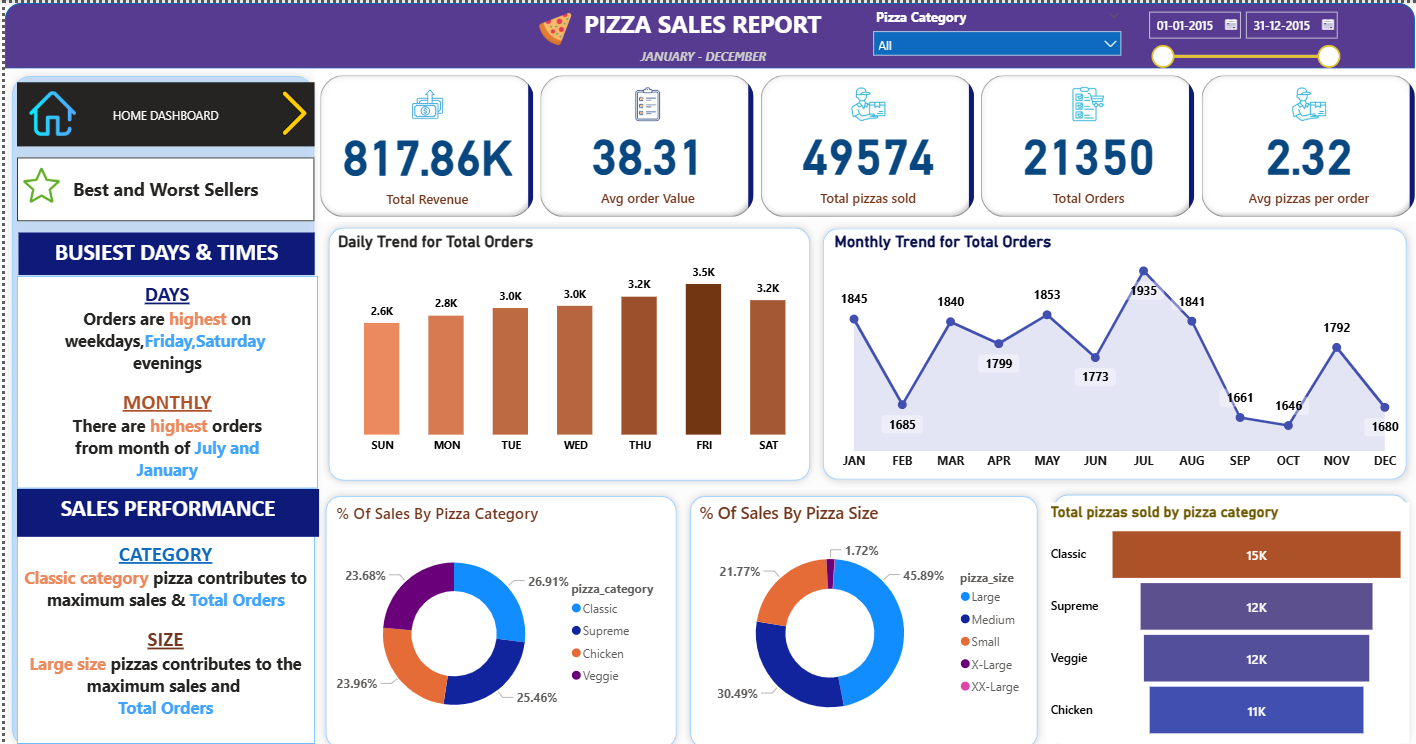 PIZZA SALES REPORT
JANUARY - DECEMBER
Pizza Category
All
01-01-2015
31-12-2015
HOME DASHBOARD
Best and Worst Sellers
BUSIEST DAYS & TIMES
DAYS
Orders are highest on
weekdays,Friday,Saturday
evenings
MONTHLY
There are highest orders
from month of July and
January
SALES PERFORMANCE
CATEGORY
Classic category pizza contributes to
maximum sales & Total Orders
SIZE
Large size pizzas contributes to the
maximum sales and
Total Orders
817.86K
Total Revenue
38.31
Avg order Value
49574
Total pizzas sold
21350
Total Orders
2.32
Avg pizzas per order
Daily Trend for Total Orders
2.6K
2.8K
3.0K
3.0K
3.2K
3.5K
3.2K
SUN MON TUE WED THU FRI SAT
Monthly Trend for Total Orders
1845
1685
1840
1799
1853
1773
1935
1841
1661
1646
1792
1680
JAN FEB MAR APR MAY JUN JUL AUG SEP OCT NOV DEC
% Of Sales By Pizza Category
26.91%
25.46%
23.96%
23.68%
pizza_category
Classic
Supreme
Chicken
Veggie
% Of Sales By Pizza Size
1.72%
45.89%
30.49%
21.77%
pizza_size
Large
Medium
Small
X-Large
XX-Large
Total pizzas sold by pizza category
Classic 15K
Supreme 12K
Veggie 12K
Chicken 11K